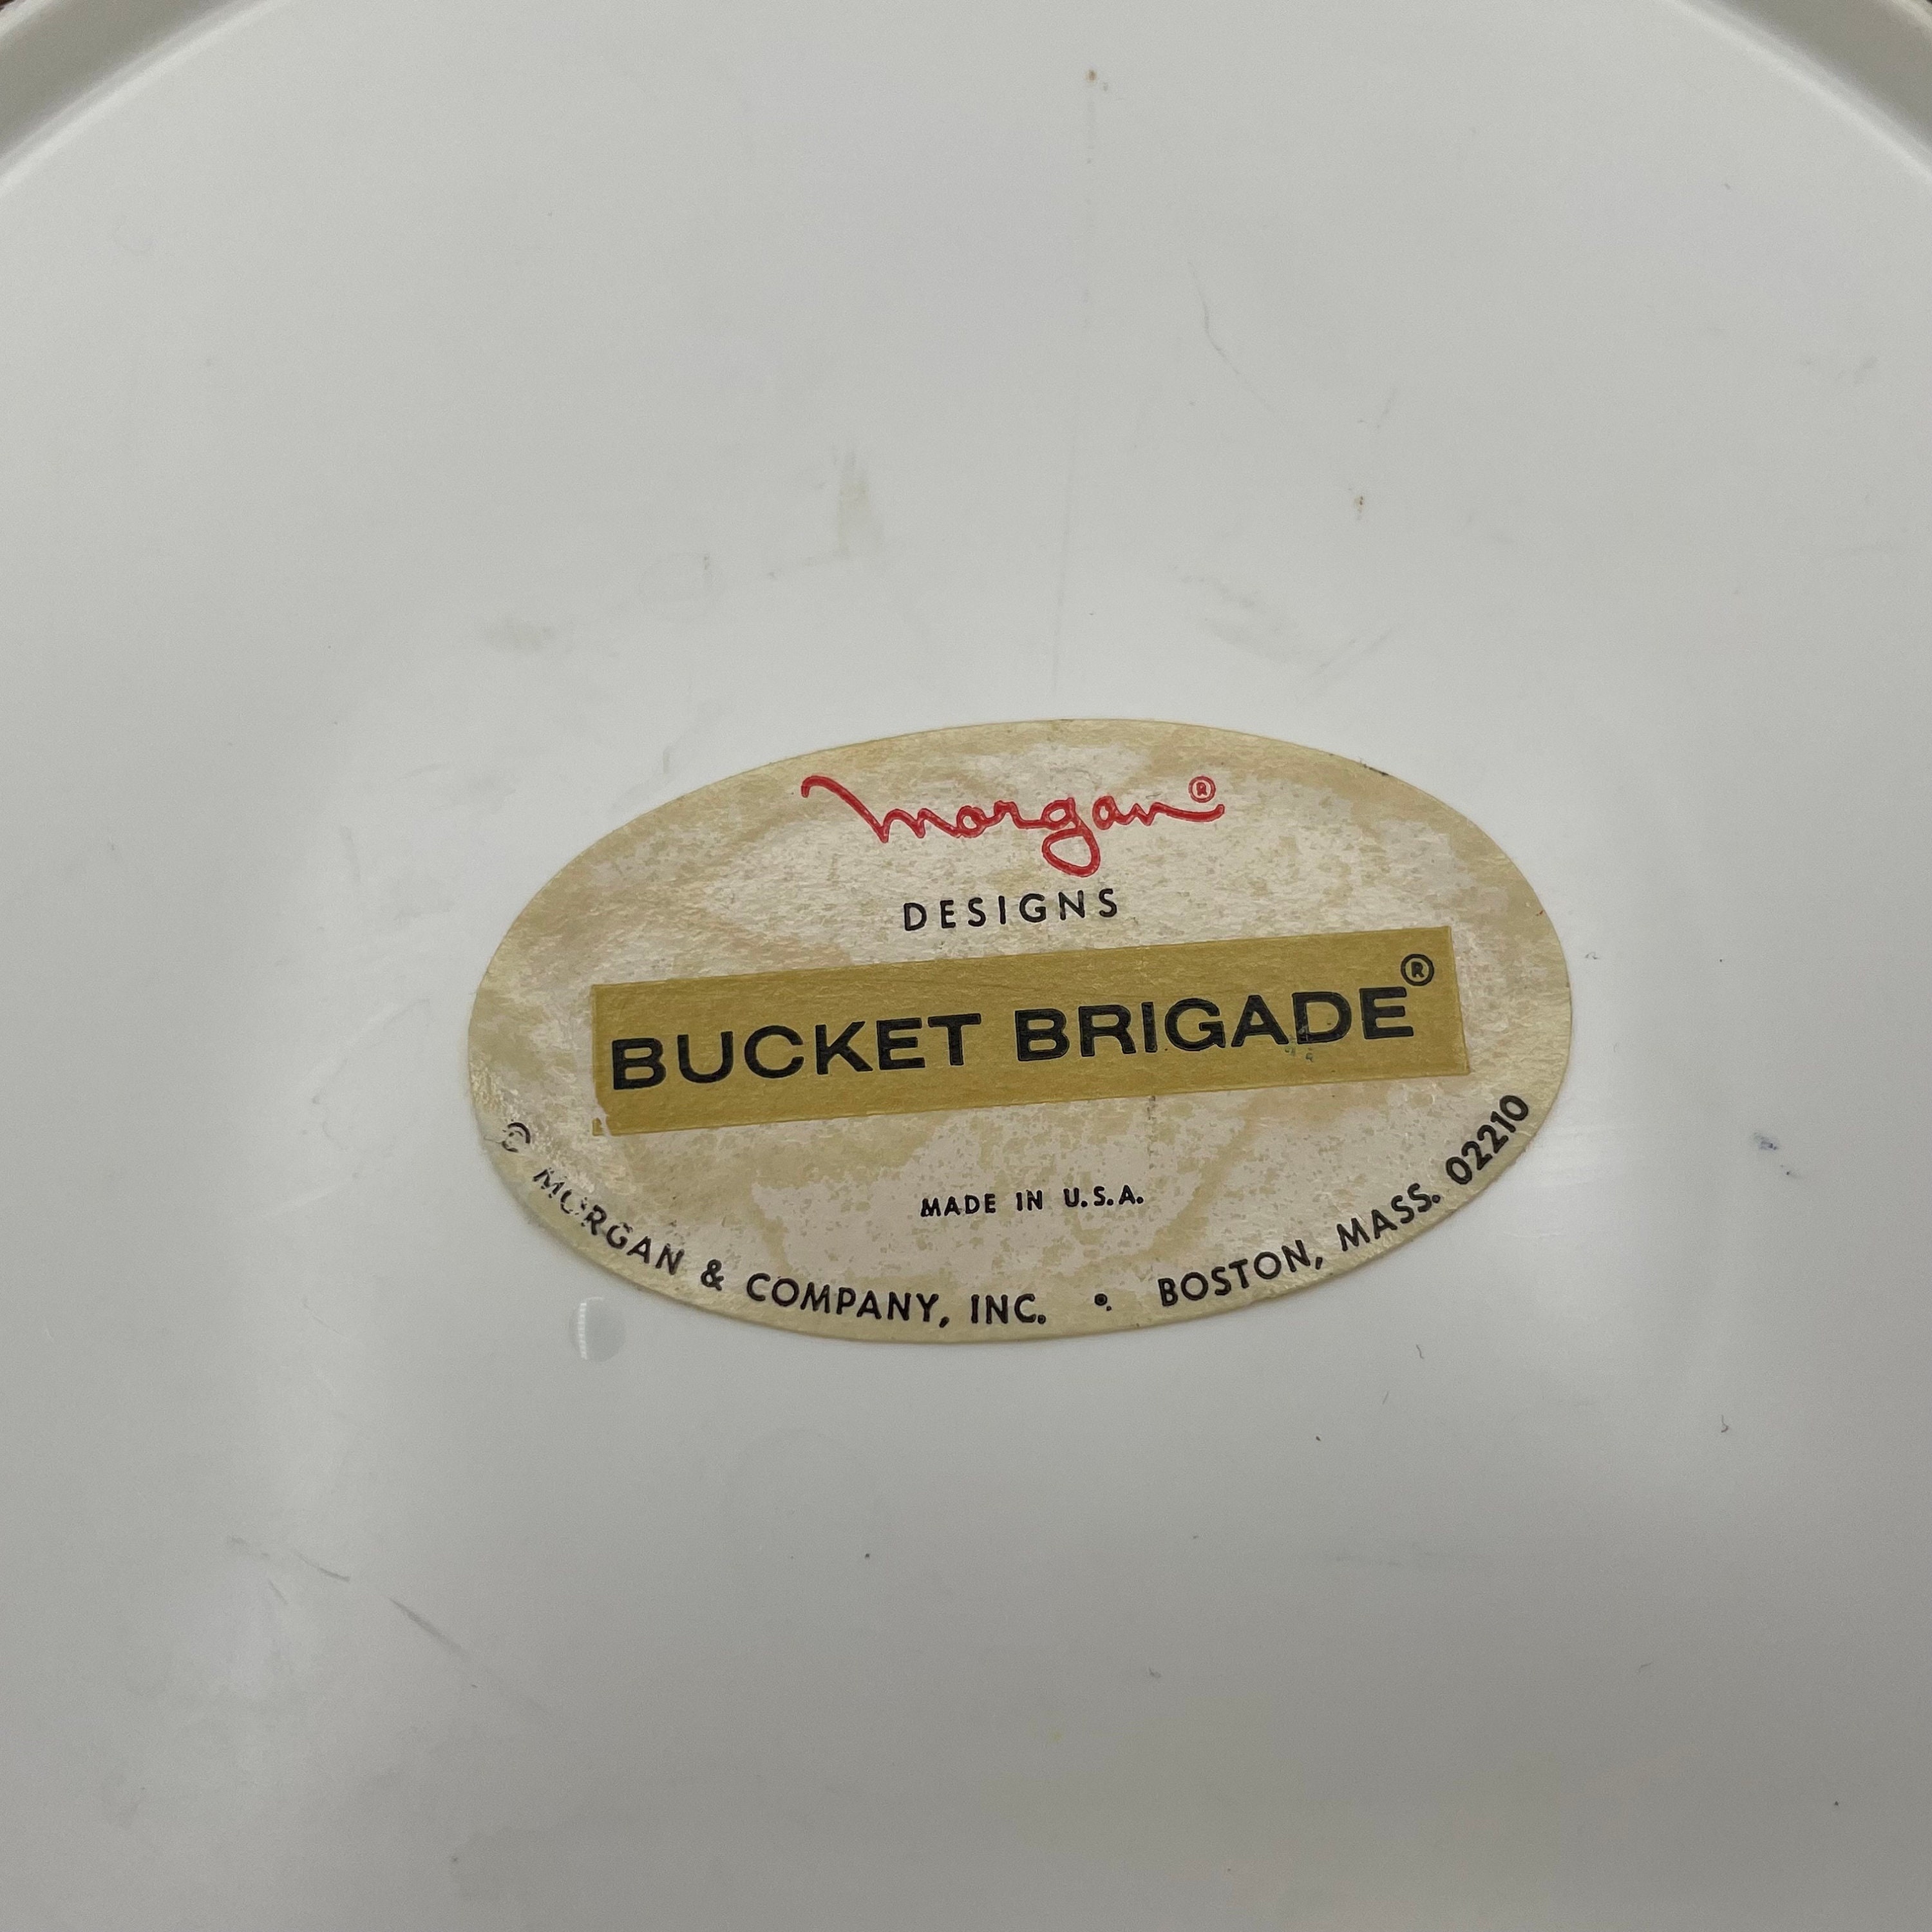 morgan®
DESIGNS
BUCKET BRIGADE®
MADE IN U.S.A.
© MORGAN & COMPANY, INC. • BOSTON, MASS. 02210